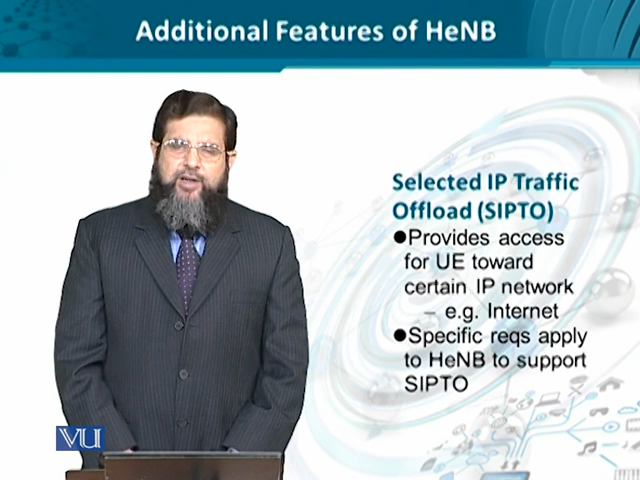 Additional Features of HeNB
Selected IP Traffic
Offload (SIPTO)
●Provides access
for UE toward
certain IP network
– e.g. Internet
●Specific reqs apply
to HeNB to support
SIPTO
VU